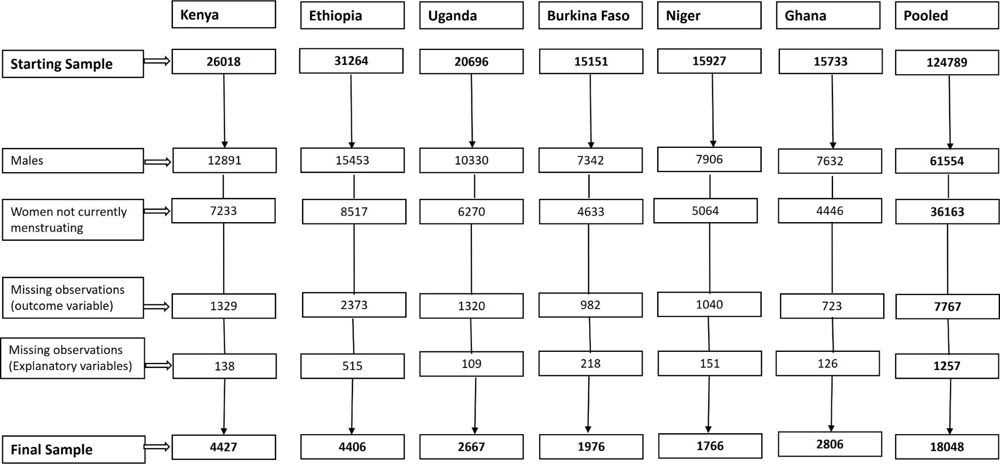 Kenya Ethiopia Uganda Burkina Faso Niger Ghana Pooled
Starting Sample 26018 31264 20696 15151 15927 15733 124789
Males 12891 15453 10330 7342 7906 7632 61554
Women not currently
menstruating 7233 8517 6270 4633 5064 4446 36163
Missing observations
(outcome variable) 1329 2373 1320 982 1040 723 7767
Missing observations
(Explanatory variables) 138 515 109 218 151 126 1257
Final Sample 4427 4406 2667 1976 1766 2806 18048